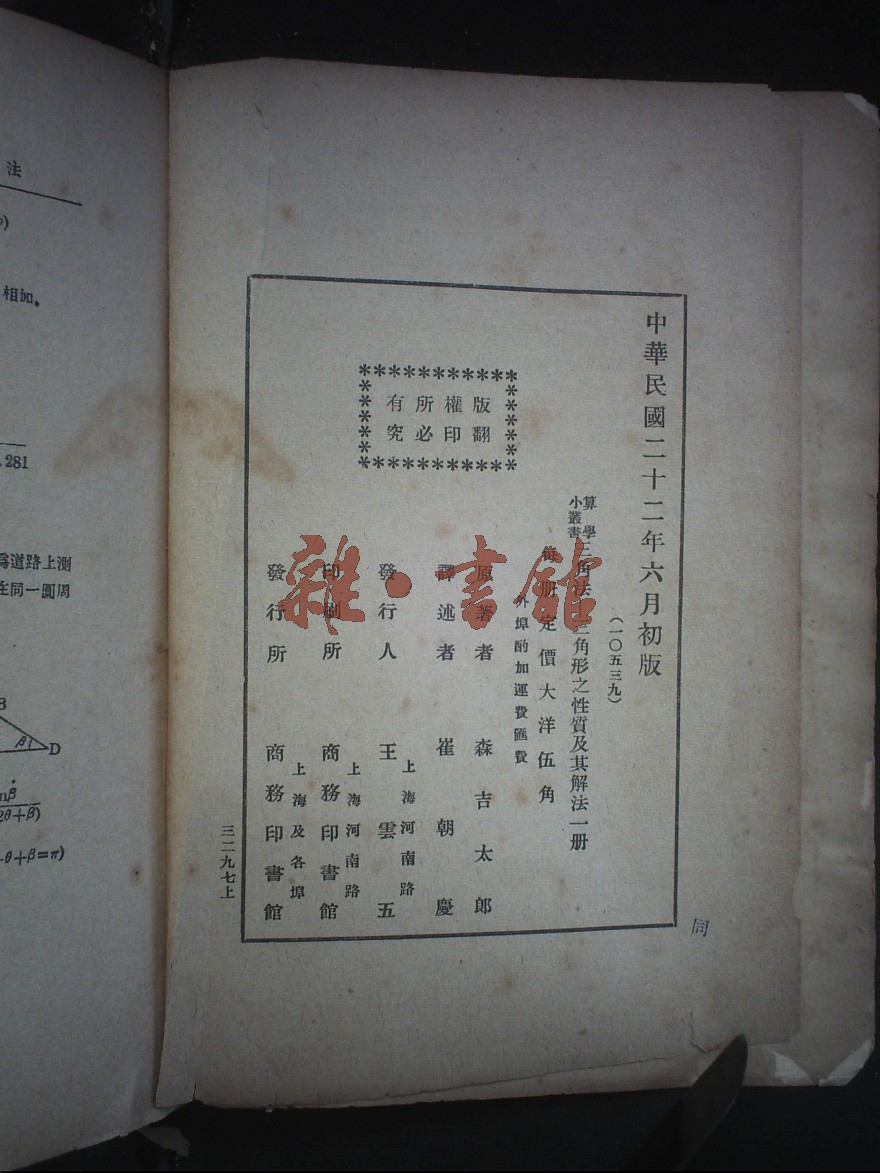 中華民國二十二年六月初版
(一〇五三九)
算學小叢書
三角法—三角形之性質及其解法一册
每册定價大洋伍角
外埠酌加運費匯費
版權所有
翻印必究
原著者 森吉太郎
譯述者 崔朝慶
上海河南路
發行人 王雲五
上海河南路
印刷所 商務印書館
上海及各埠
發行所 商務印書館
三二九七上
同
雜·書館
法
相加。
281
爲道路上測
在同一圓周
B
β
D
2θ+β)
θ+β=π)